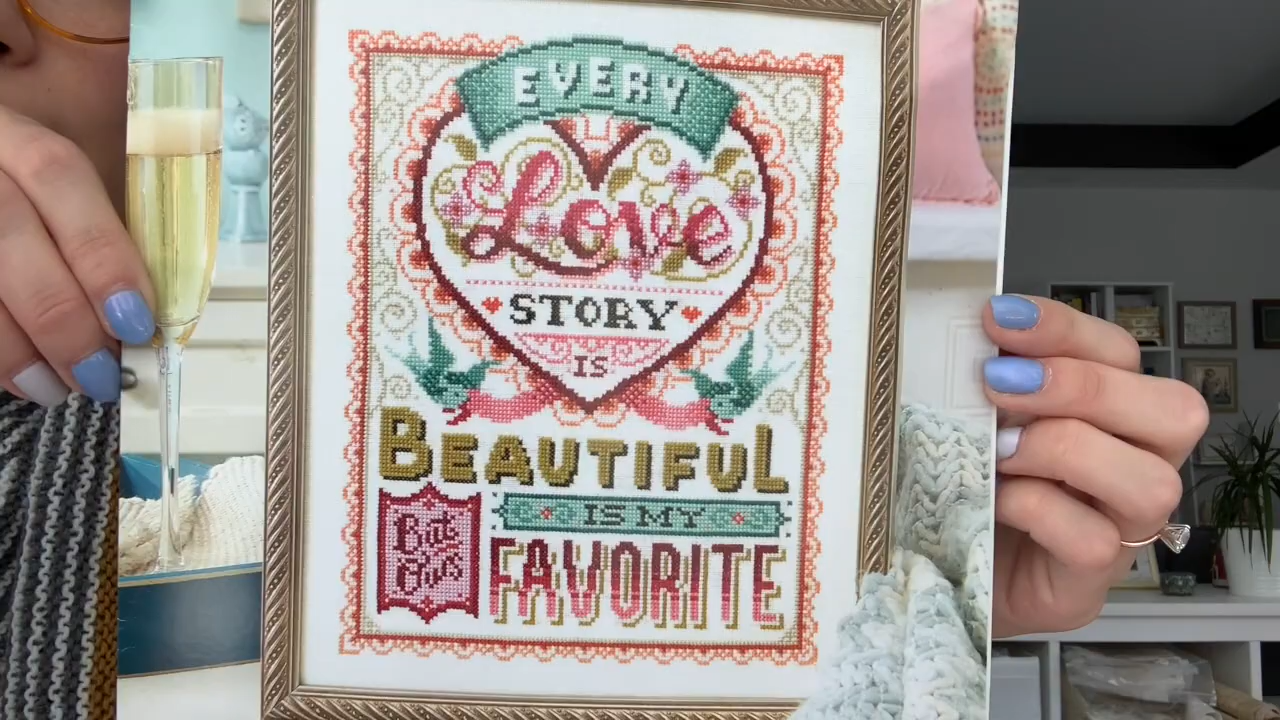 EVERY
Love
STORY
IS
BEAUTIFUL
But Ours
IS MY
FAVORITE